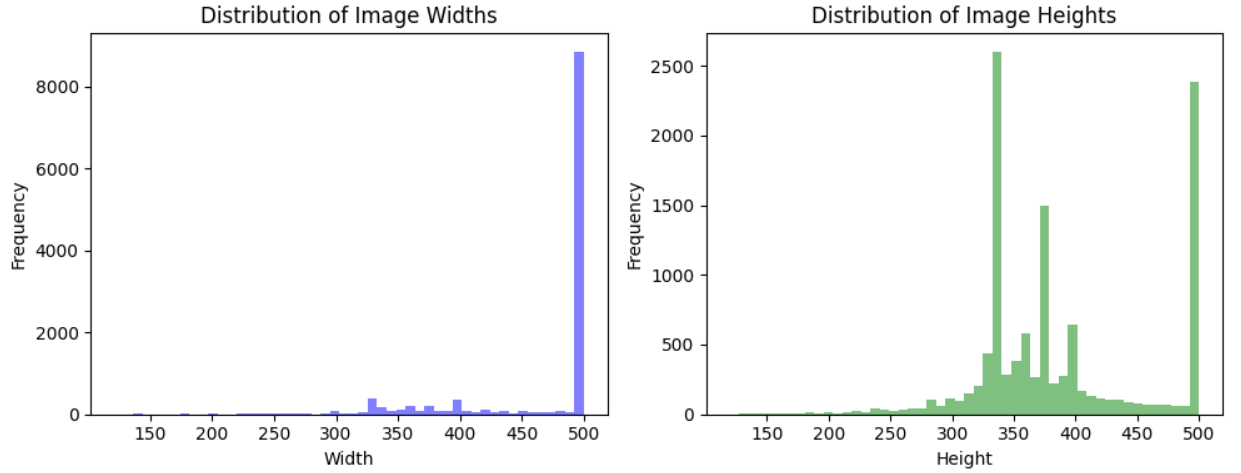 Distribution of Image Widths
8000
6000
4000
2000
0
Frequency
150 200 250 300 350 400 450 500
Width
Distribution of Image Heights
2500
2000
1500
1000
500
0
Frequency
150 200 250 300 350 400 450 500
Height